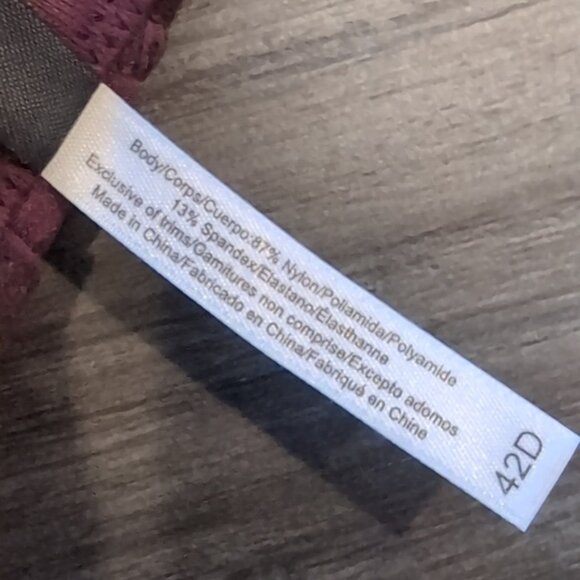 Body/Corps/Cuerpo:87% Nylon/Poliamida/Polyamide
13% Spandex/Elastano/Élasthanne
Exclusive of trims/Garnitures non comprise/Excepto adornos
Made in China/Fabricado en China/Fabriqué en Chine
42D